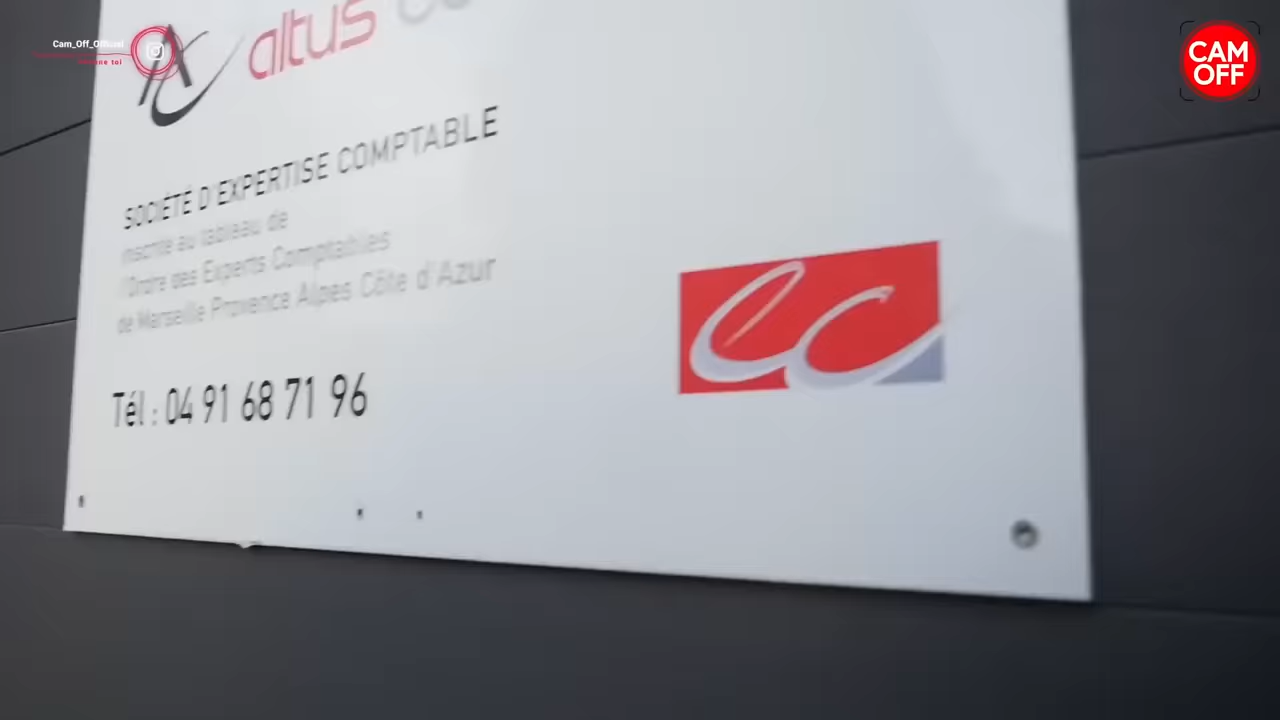 Cam_Off_Officiel
CAM
OFF
altus
SOCIÉTÉ D'EXPERTISE COMPTABLE
Inscrite au tableau de
l'Ordre des Experts Comptables
de Marseille Provence Alpes Côte d'Azur
Tél : 04 91 68 71 96
ec